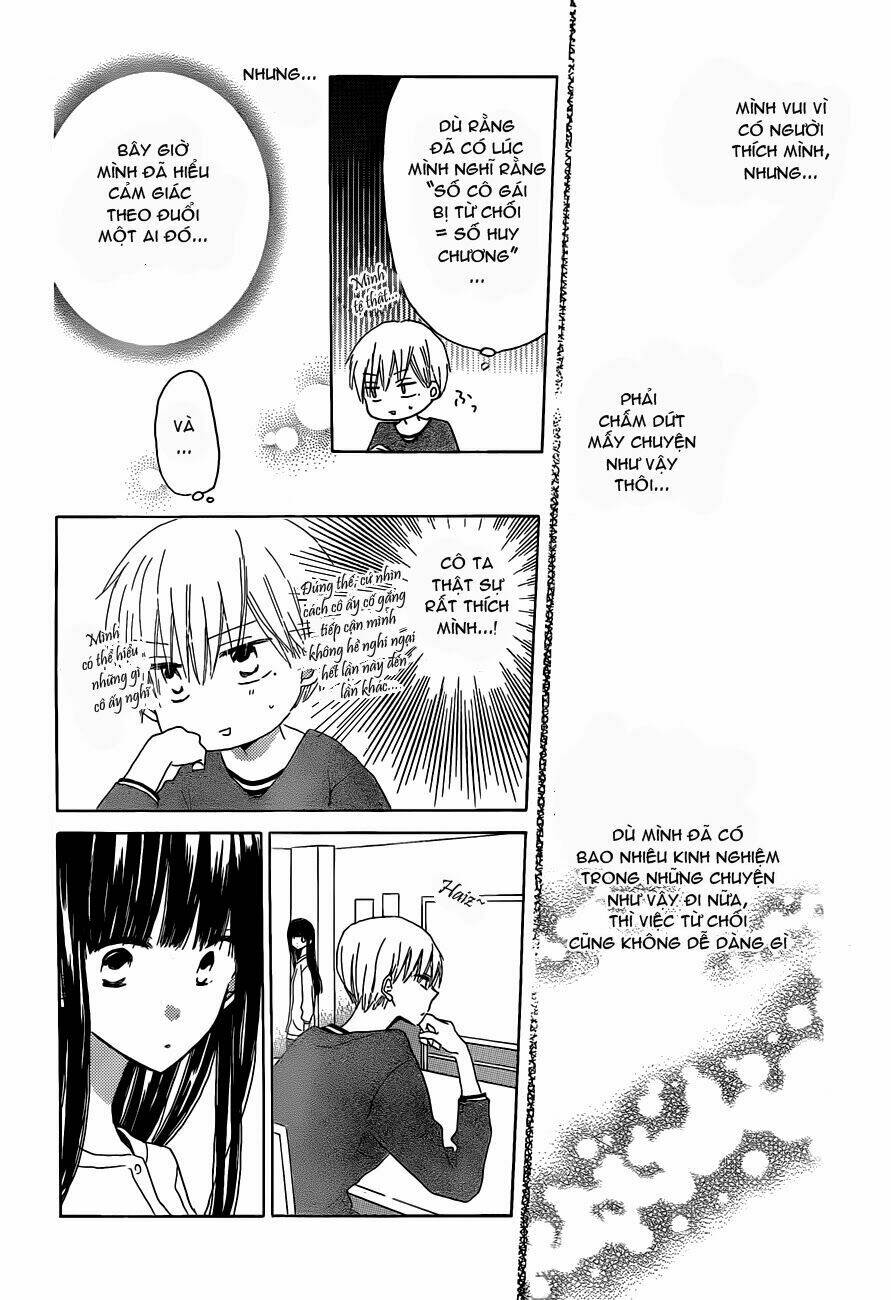 MÌNH VUI VÌ
CÓ NGƯỜI
THÍCH MÌNH,
NHƯNG...
PHẢI
CHẤM DỨT
MẤY CHUYỆN
NHƯ VẬY
THÔI...
DÙ MÌNH ĐÃ CÓ
BAO NHIÊU KINH NGHIỆM
TRONG NHỮNG CHUYỆN
NHƯ VẬY ĐI NỮA,
THÌ VIỆC TỪ CHỐI
CŨNG KHÔNG DỄ DÀNG GÌ
DÙ RẰNG
ĐÃ CÓ LÚC
MÌNH NGHĨ RẰNG
"SỐ CÔ GÁI
BỊ TỪ CHỐI
= SỐ HUY
CHƯƠNG"
...
Mình
tệ thật...
ふっ
NHƯNG...
BÂY GIỜ
MÌNH ĐÃ HIỂU
CẢM GIÁC
THEO ĐUỔI
MỘT AI ĐÓ...
VÀ
...
CÔ TA
THẬT SỰ
RẤT THÍCH
MÌNH...!
Đừng thế, cứ nhìn
cách cô ấy cố gắng
tiếp cận mình
không hề nghi ngại
hết lần này đến
lần khác...
Mình
có thể hiểu
những gì
cô ấy nghĩ
Haiz~